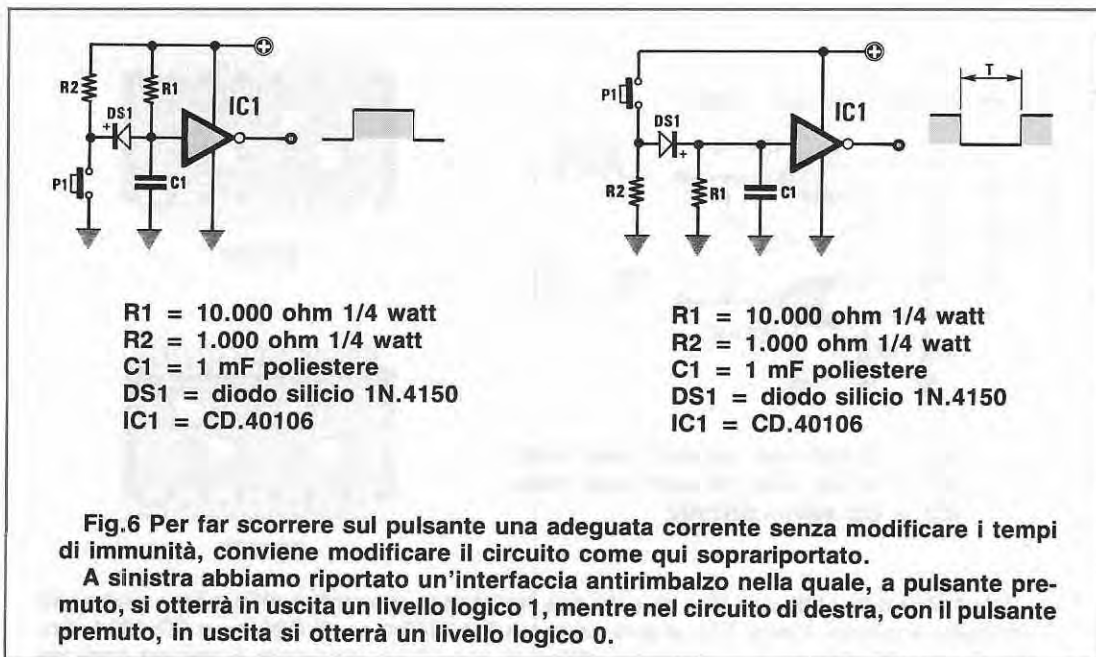 R2
R1
IC1
DS1
+
P1
C1
P1
DS1
+
R2
R1
C1
IC1
T
R1 = 10.000 ohm 1/4 watt
R2 = 1.000 ohm 1/4 watt
C1 = 1 mF poliestere
DS1 = diodo silicio 1N.4150
IC1 = CD.40106
R1 = 10.000 ohm 1/4 watt
R2 = 1.000 ohm 1/4 watt
C1 = 1 mF poliestere
DS1 = diodo silicio 1N.4150
IC1 = CD.40106
Fig.6 Per far scorrere sul pulsante una adeguata corrente senza modificare i tempi
di immunità, conviene modificare il circuito come qui soprariportato.
A sinistra abbiamo riportato un'interfaccia antirimbalzo nella quale, a pulsante pre-
muto, si otterrà in uscita un livello logico 1, mentre nel circuito di destra, con il pulsante
premuto, in uscita si otterrà un livello logico 0.